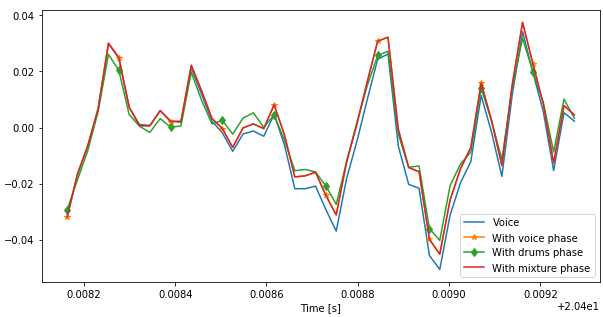 0.04
0.02
0.00
−0.02
−0.04
0.0082
0.0084
0.0086
0.0088
0.0090
0.0092
+2.04e1
Time [s]
Voice
With voice phase
With drums phase
With mixture phase